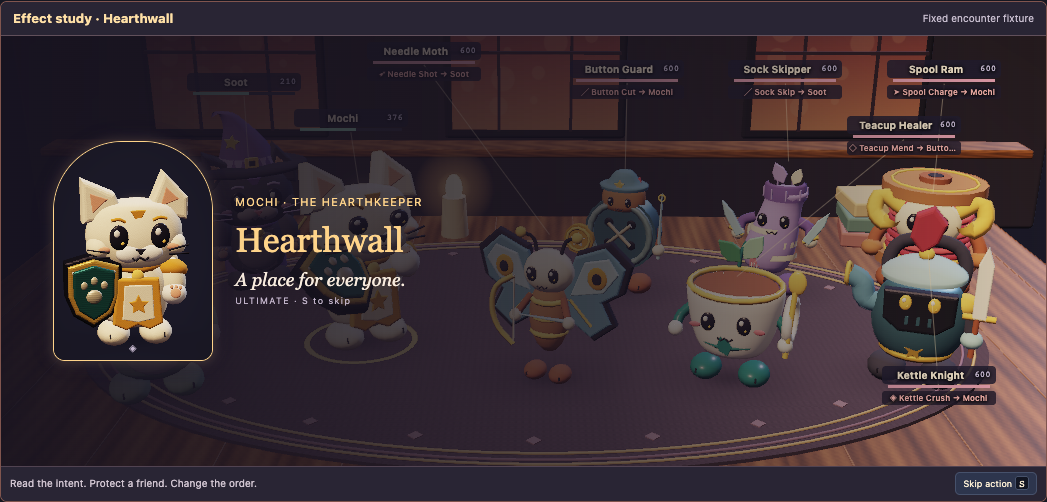 Effect study · Hearthwall
Fixed encounter fixture
Needle Moth 600
✔ Needle Shot → Soot
Soot 210
Mochi 376
Button Guard 600
⟋ Button Cut → Mochi
Sock Skipper 600
⟋ Sock Skip → Soot
Spool Ram 600
➤ Spool Charge → Mochi
Teacup Healer 600
◇ Teacup Mend → Butto...
MOCHI · THE HEARTHKEEPER
Hearthwall
A place for everyone.
ULTIMATE · S to skip
Kettle Knight 600
◈ Kettle Crush → Mochi
Read the intent. Protect a friend. Change the order.
Skip action S